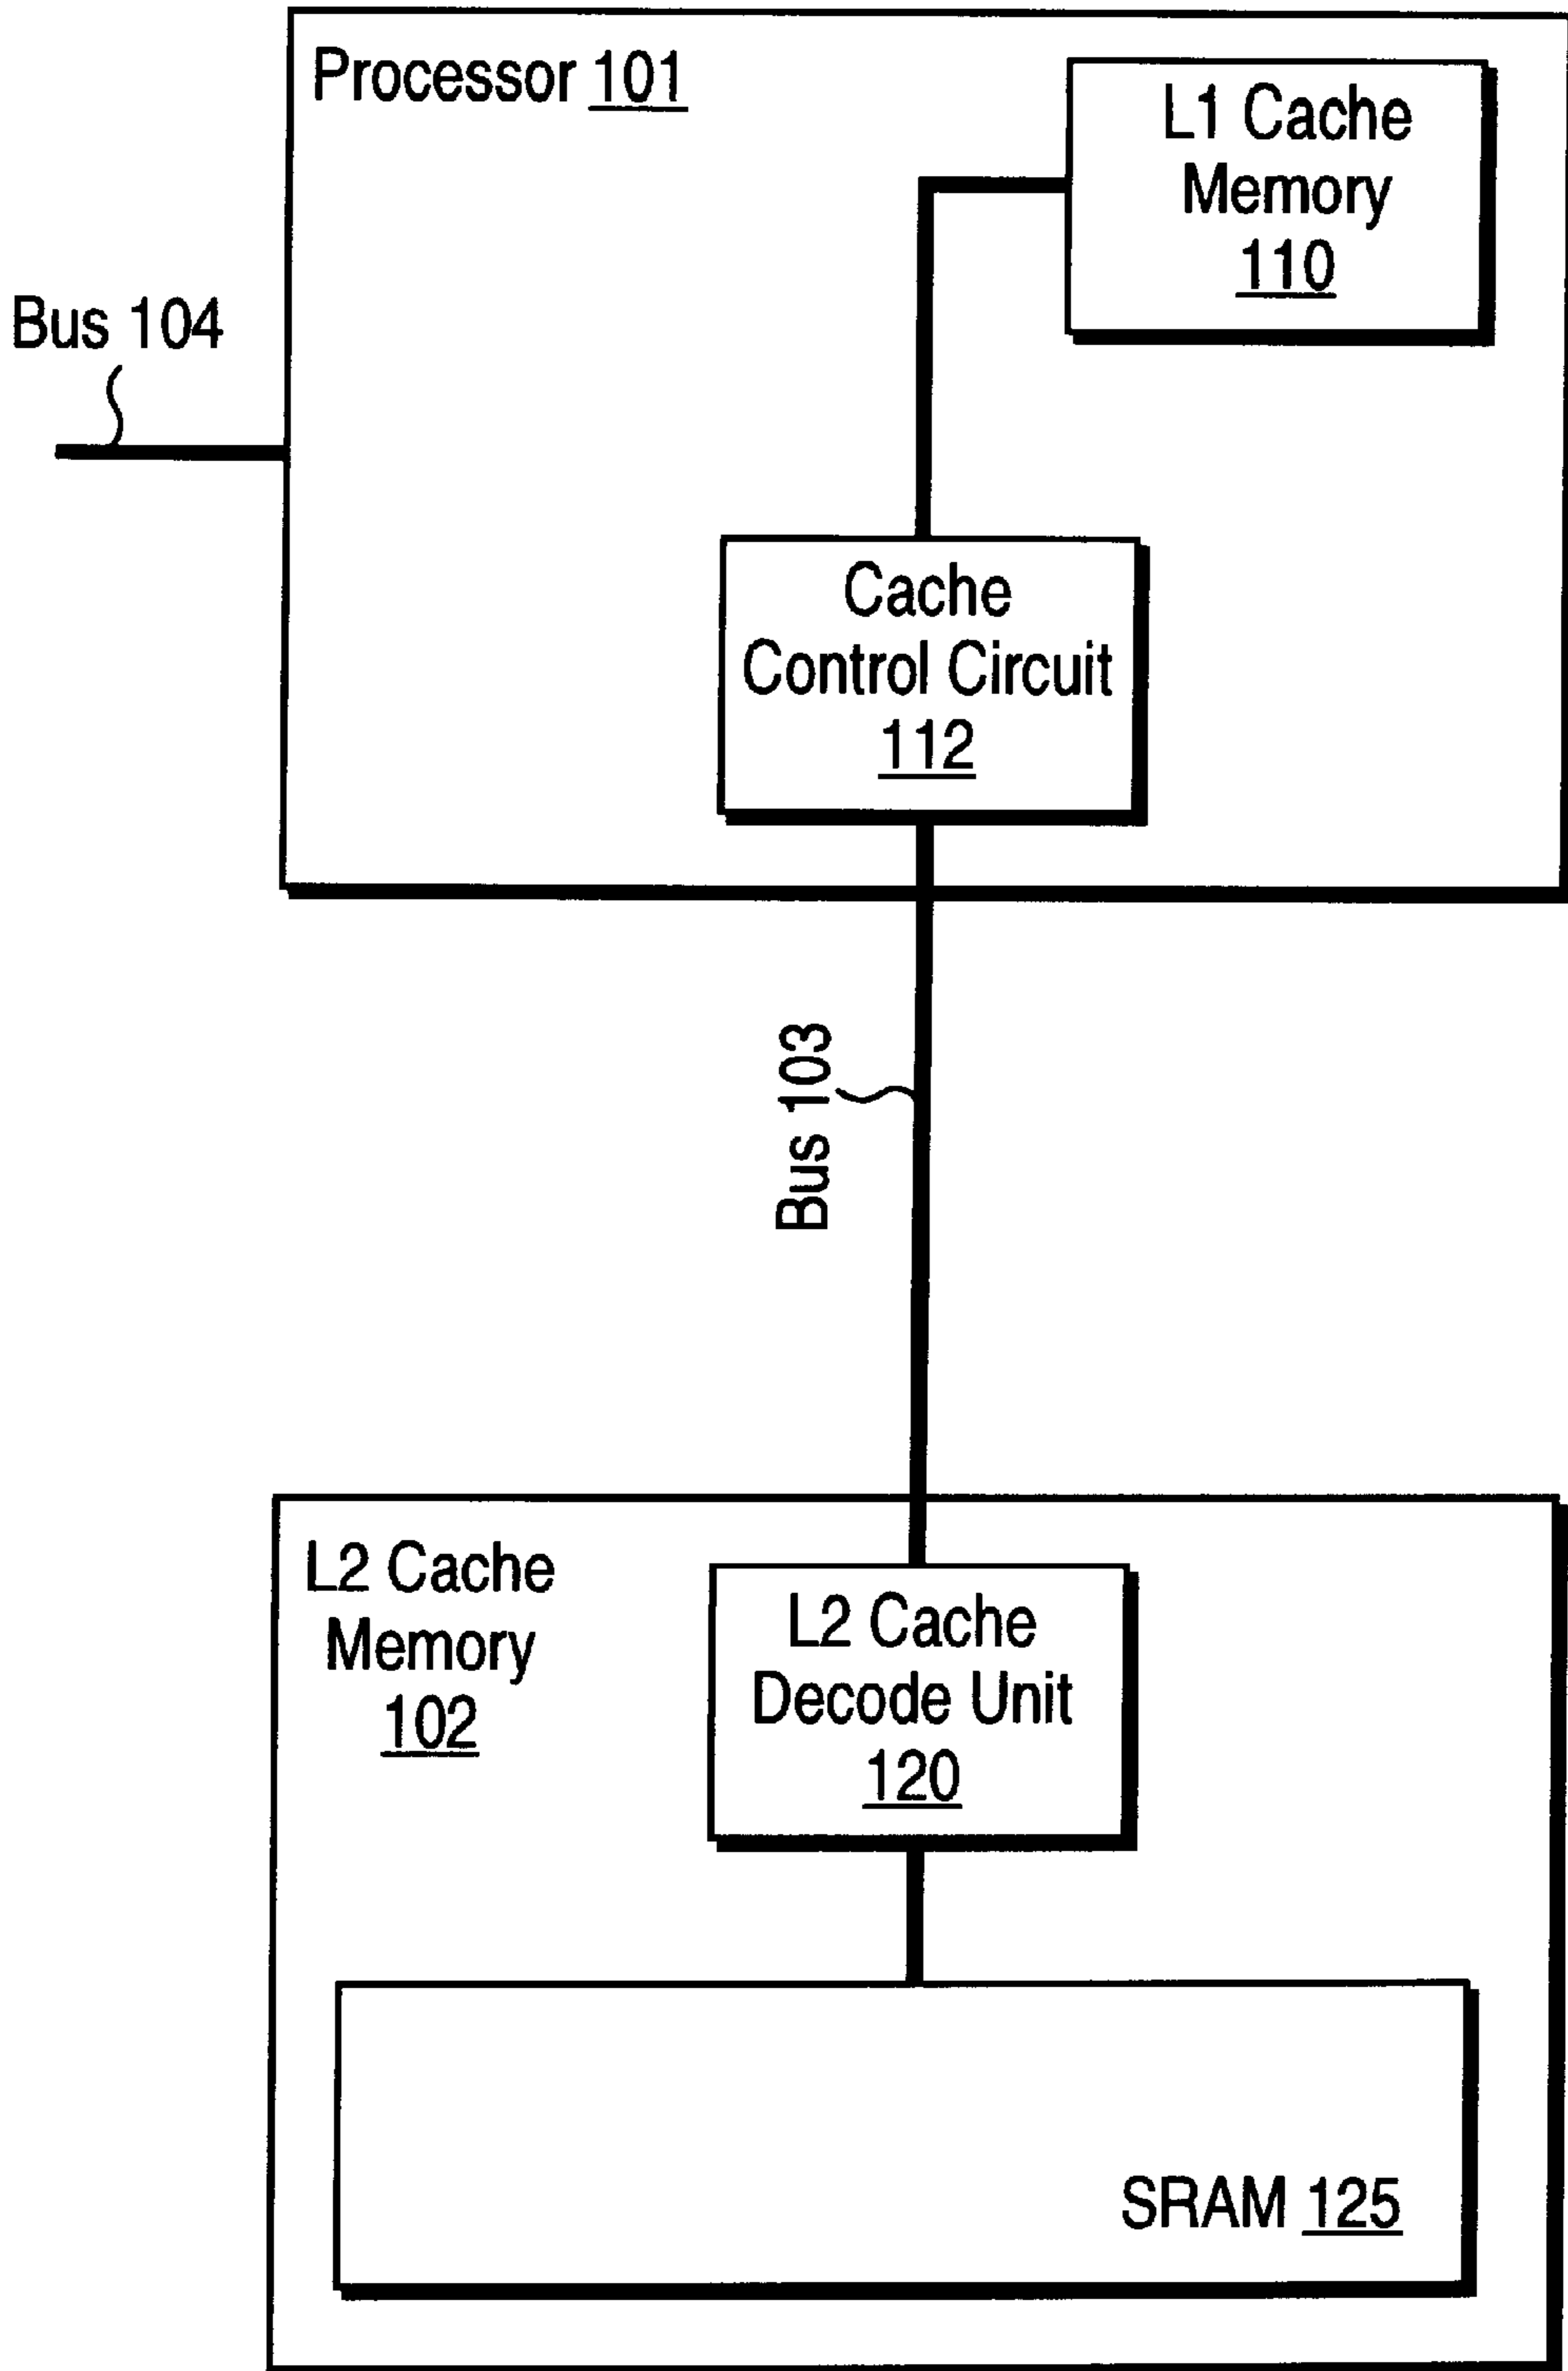 Processor 101
L1 Cache
Memory
110
Bus 104
Cache
Control Circuit
112
Bus 103
L2 Cache
Memory
102
L2 Cache
Decode Unit
120
SRAM 125